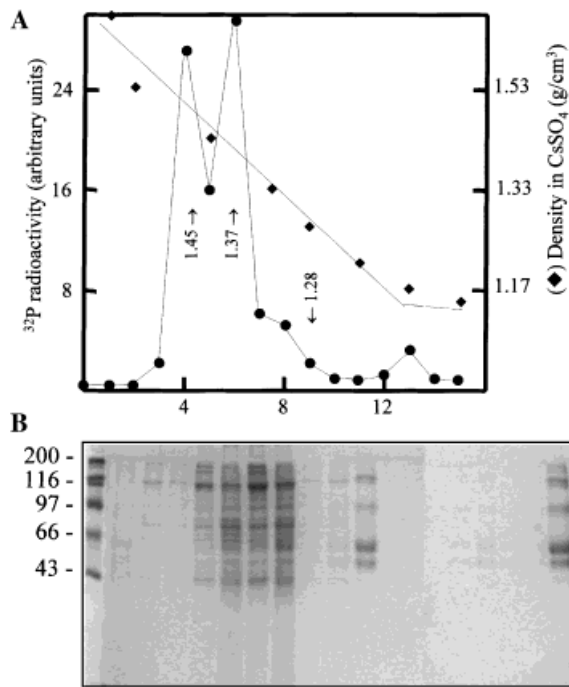 A
³²P radioactivity (arbitrary units)
24
16
8
1.45 →
1.37 →
← 1.28
1.53
1.33
1.17
(◆) Density in CsSO₄ (g/cm³)
4 8 12
B
200 -
116 -
97 -
66 -
43 -